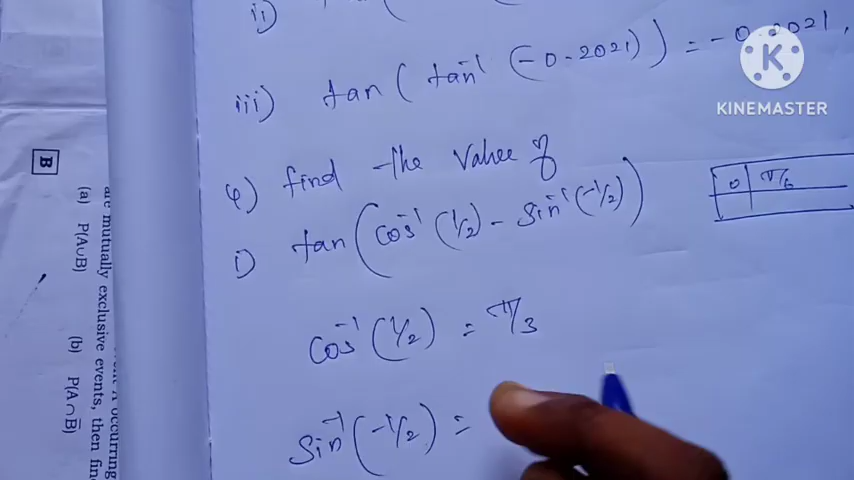 ii) tan(
iii) tan(tan⁻¹(-0.2021)) = -0.2021,
KINEMASTER
4) find the value of
i) tan(cos⁻¹(1/2) - sin⁻¹(-1/2))
0 π/6
cos⁻¹(1/2) = π/3
sin⁻¹(-1/2) =
B
are mutually exclusive events, then
(a) P(A∪B) (b) P(A∩B̅)